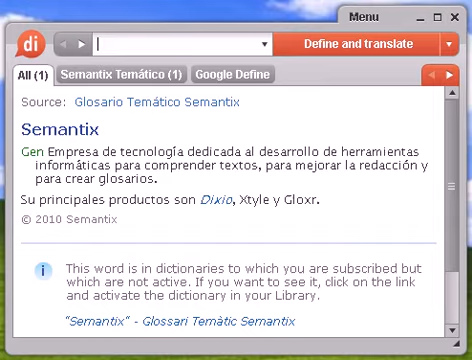 Menu
di
Define and translate
All (1) Semantix Temático (1) Google Define
Source: Glosario Temático Semantix
Semantix
Gen Empresa de tecnología dedicada al desarrollo de herramientas
informáticas para comprender textos, para mejorar la redacción y
para crear glosarios.
Su principales productos son Dixio, Xtyle y Gloxr.
© 2010 Semantix
i
This word is in dictionaries to which you are subscribed but
which are not active. If you want to see it, click on the link
and activate the dictionary in your Library.
"Semantix" - Glossari Temàtic Semantix